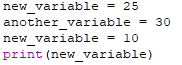 new_variable = 25
another_variable = 30
new_variable = 10
print(new_variable)